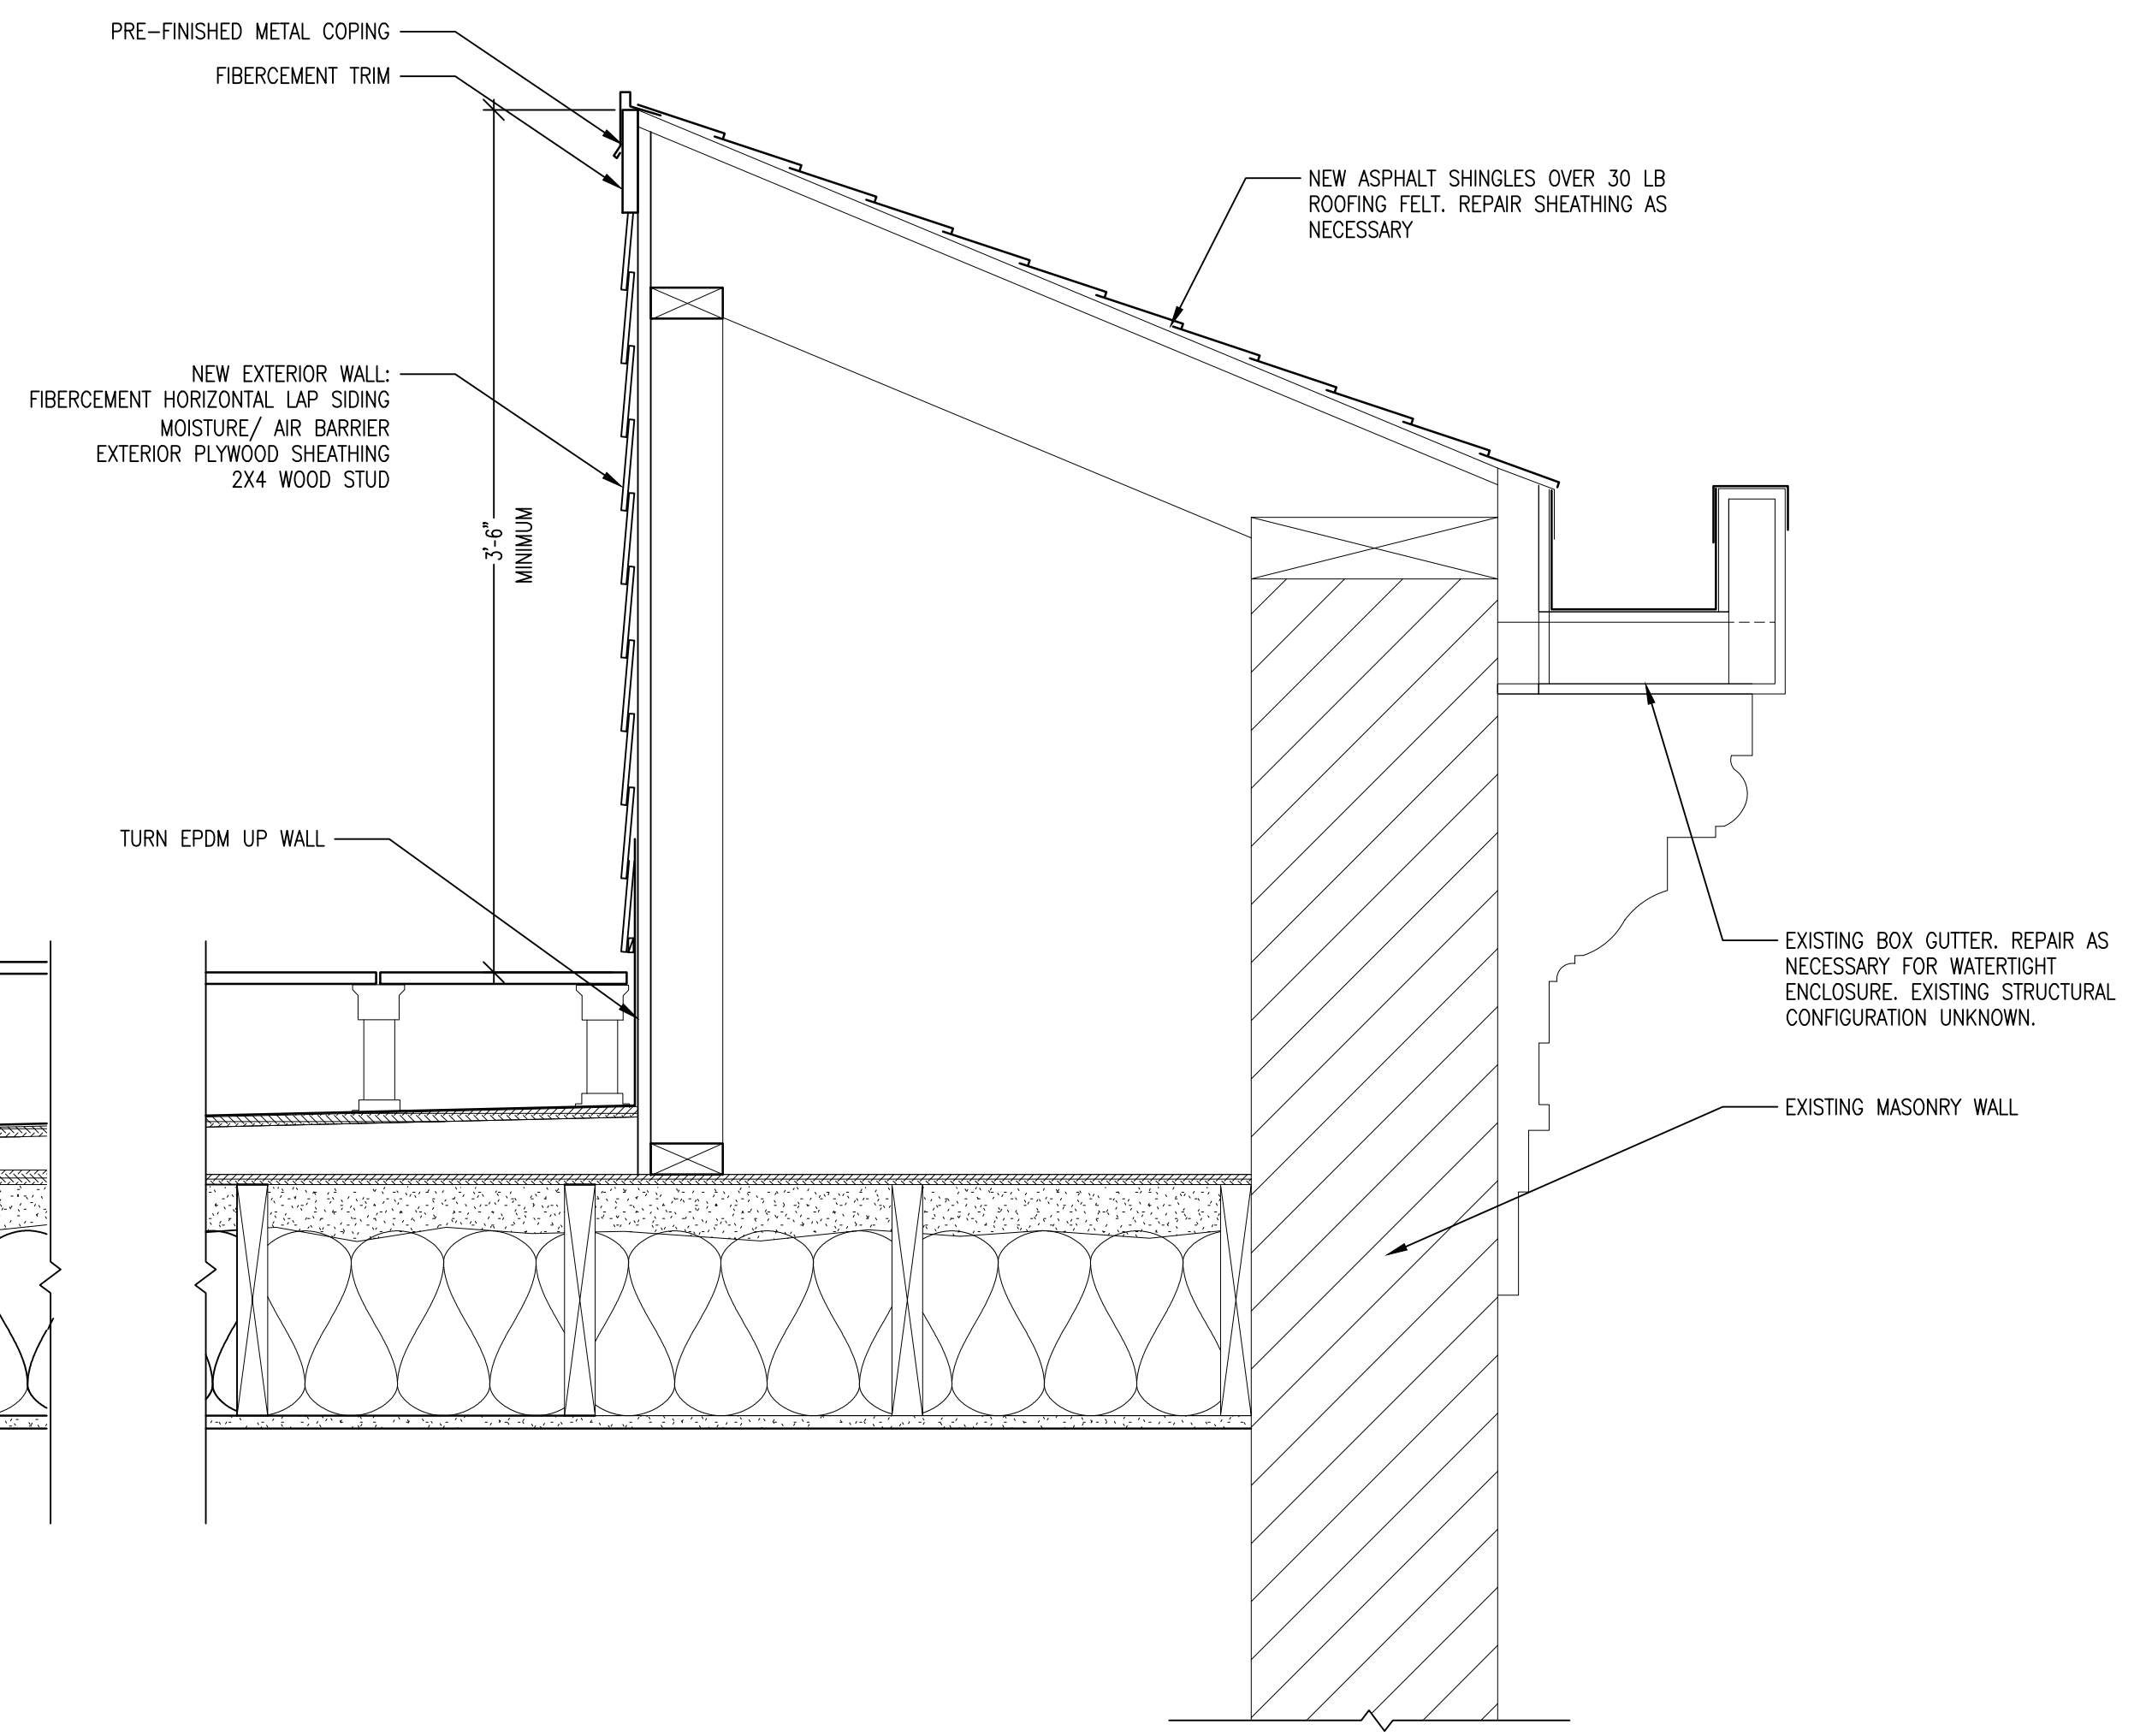 PRE-FINISHED METAL COPING
FIBERCEMENT TRIM
NEW ASPHALT SHINGLES OVER 30 LB
ROOFING FELT. REPAIR SHEATHING AS
NECESSARY
NEW EXTERIOR WALL:
FIBERCEMENT HORIZONTAL LAP SIDING
MOISTURE/ AIR BARRIER
EXTERIOR PLYWOOD SHEATHING
2X4 WOOD STUD
3'-6"
MINIMUM
TURN EPDM UP WALL
EXISTING BOX GUTTER. REPAIR AS
NECESSARY FOR WATERTIGHT
ENCLOSURE. EXISTING STRUCTURAL
CONFIGURATION UNKNOWN.
EXISTING MASONRY WALL